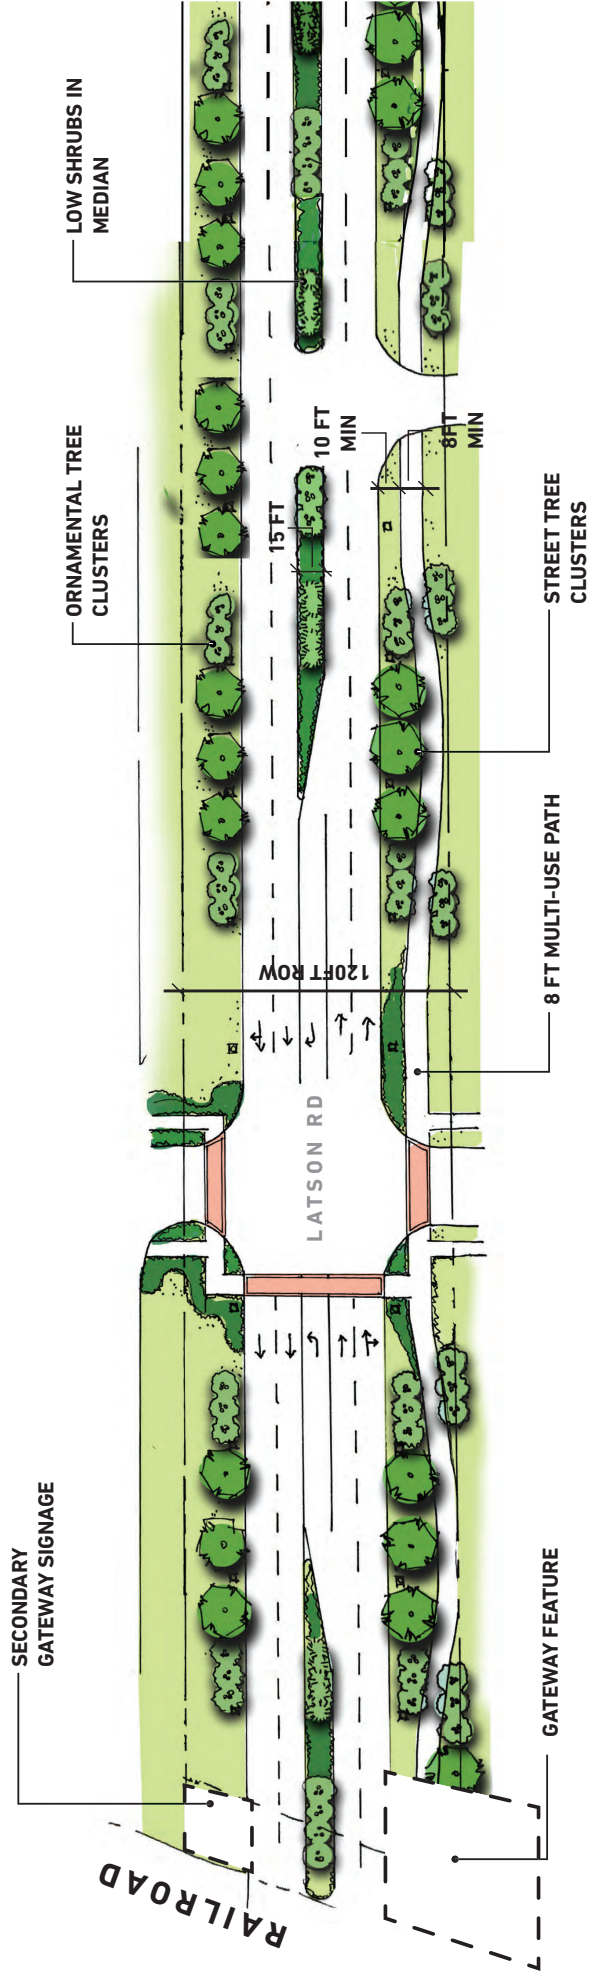 SECONDARY
GATEWAY SIGNAGE
ORNAMENTAL TREE
CLUSTERS
LOW SHRUBS IN
MEDIAN
RAILROAD
LATSON RD
120FT ROW
15 FT
10 FT
MIN
8FT
MIN
GATEWAY FEATURE
8 FT MULTI-USE PATH
STREET TREE
CLUSTERS